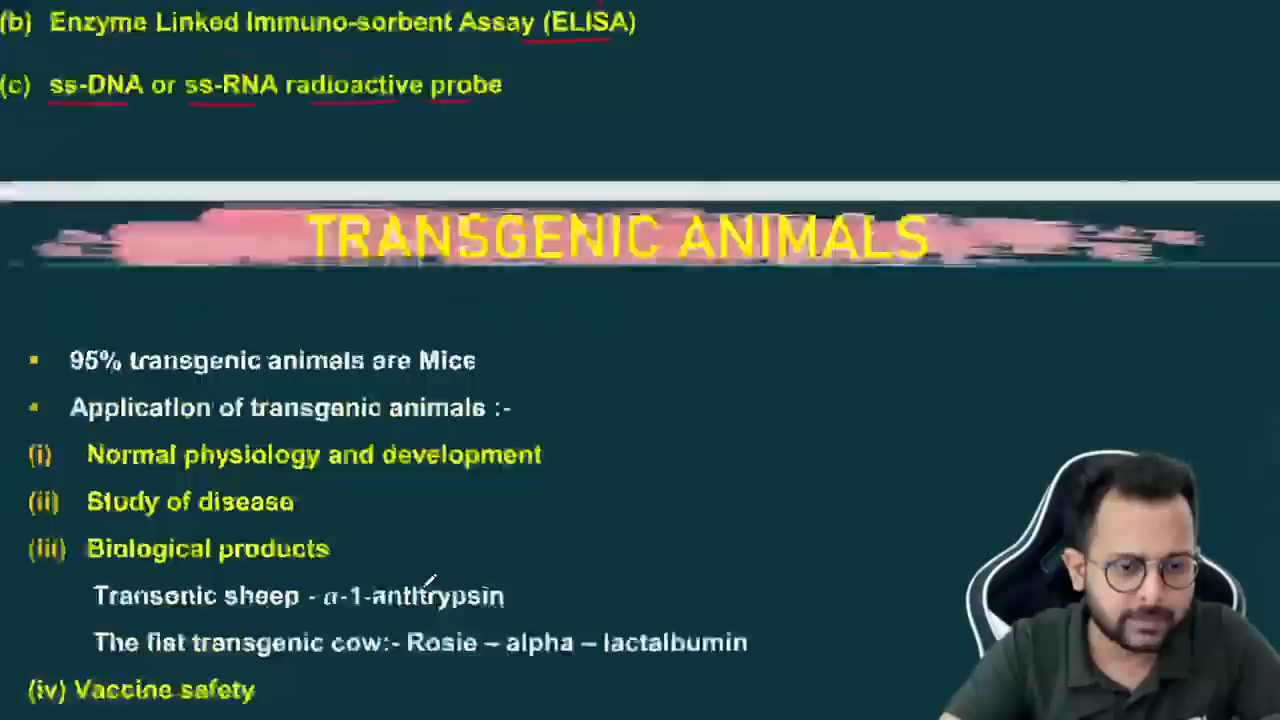 (b) Enzyme Linked Immuno-sorbent Assay (ELISA)
(c) ss-DNA or ss-RNA radioactive probe
TRANSGENIC ANIMALS
▪ 95% transgenic animals are Mice
▪ Application of transgenic animals :-
(i) Normal physiology and development
(ii) Study of disease
(iii) Biological products
Transonic sheep - α-1-antitrypsin
The fist transgenic cow:- Rosie – alpha – lactalbumin
(iv) Vaccine safety